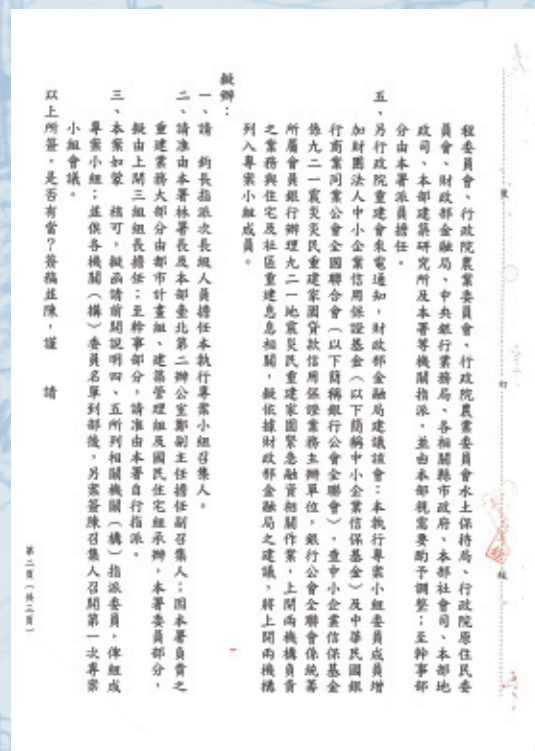 程委員會、行政院農業委員會、行政院農業委員會水土保持局、行政院原住民委
員會、財政部金融局、中央銀行業務局、各相關縣市政府、本部社會司、本部地
政司、本部建築研究所及本署等機關指派,並由本部視需要酌予調整;至幹事部
分由本署派員擔任。
五、另行政院重建會來電通知,財政部金融局建議該會:本執行專案小組委員成員增
加財團法人中小企業信用保證基金(以下簡稱中小企業信保基金)及中華民國銀
行商業同業公會全國聯合會(以下簡稱銀行公會全聯會),查中小企業信保基金
係九二一震災災民重建家園貸款信用保證業務主辦單位,銀行公會全聯會係統籌
所屬會員銀行辦理九二一地震災民重建家園緊急融資相關作業,上開兩機構負責
之業務與住宅及社區重建息息相關,擬依據財政部金融局之建議,將上開兩機構
列入專案小組成員。
擬辦:
一、請 鈞長指派次長級人員擔任本執行專案小組召集人。
二、請准由本署林署長及本部臺北第二辦公室鄭副主任擔任副召集人;因本署負責之
重建業務大部分由都市計畫組、建築管理組及國民住宅組承辦,本署委員部分,
擬由上開三組組長擔任;至幹事部分,請准由本署自行指派。
三、本案如蒙 核可,擬函請前開說明四、五所列相關機關(構)指派委員,俾組成
專案小組;並俟各機關(構)委員名單到部後,另案簽陳召集人召開第一次專案
小組會議。
以上所簽,是否有當?簽稿並陳,謹 請
第二頁(共三頁)
裝
訂
線